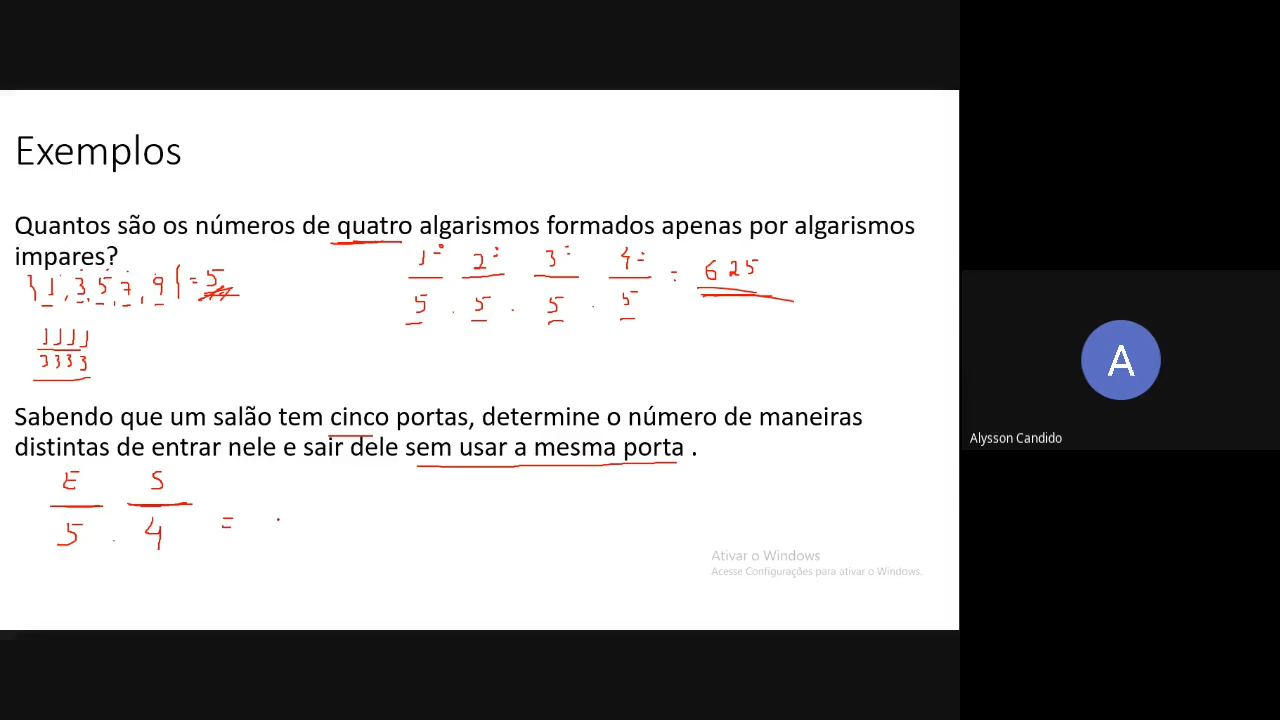 Exemplos
Quantos são os números de quatro algarismos formados apenas por algarismos
impares?
1º 2º 3º 4º = 625
{1, 3, 5, 7, 9} = 5
5 . 5 . 5 . 5
1111
3333
Sabendo que um salão tem cinco portas, determine o número de maneiras
distintas de entrar nele e sair dele sem usar a mesma porta .
E S
5 . 4 =
Ativar o Windows
Acesse Configurações para ativar o Windows.
A
Alysson Candido